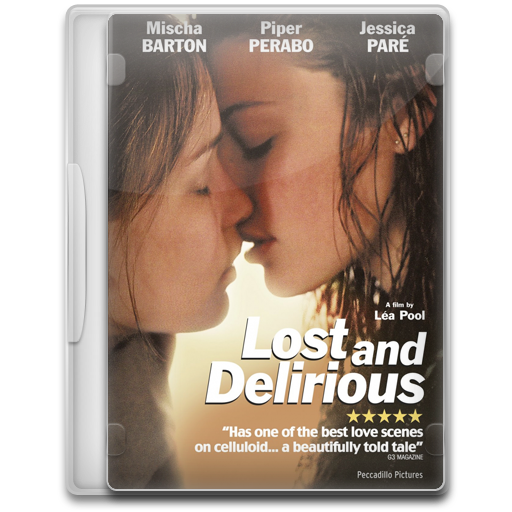 Mischa Piper Jessica
BARTON PERABO PARÉ
A film by
Léa Pool
Lost and
Delirious
★★★★★
“Has one of the best love scenes
on celluloid... a beautifully told tale”
G3 MAGAZINE
Peccadillo Pictures